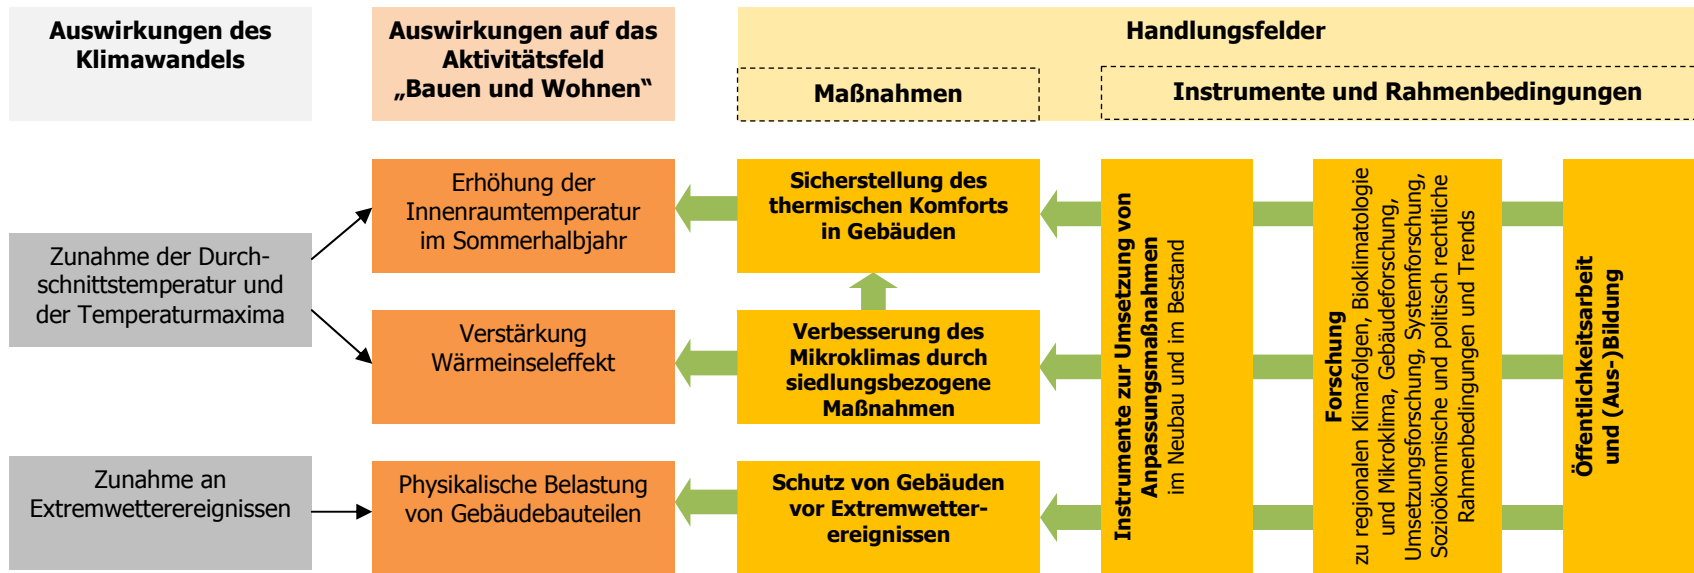 Auswirkungen des
Klimawandels
Auswirkungen auf das
Aktivitätsfeld
„Bauen und Wohnen“
Handlungsfelder
Maßnahmen
Instrumente und Rahmenbedingungen
Zunahme der Durch-
schnittstemperatur und
der Temperaturmaxima
Erhöhung der
Innenraumtemperatur
im Sommerhalbjahr
Verstärkung
Wärmeinseleffekt
Sicherstellung des
thermischen Komforts
in Gebäuden
Verbesserung des
Mikroklimas durch
siedlungsbezogene
Maßnahmen
Zunahme an
Extremwetterereignissen
Physikalische Belastung
von Gebäudebauteilen
Schutz von Gebäuden
vor Extremwetter-
ereignissen
Instrumente zur Umsetzung von
Anpassungsmaßnahmen
im Neubau und im Bestand
Forschung
zu regionalen Klimafolgen, Bioklimatologie
und Mikroklima, Gebäudeforschung,
Umsetzungsforschung, Systemforschung,
Sozioökonmische und politisch rechtliche
Rahmenbedingungen und Trends
Öffentlichkeitsarbeit
und (Aus-)Bildung